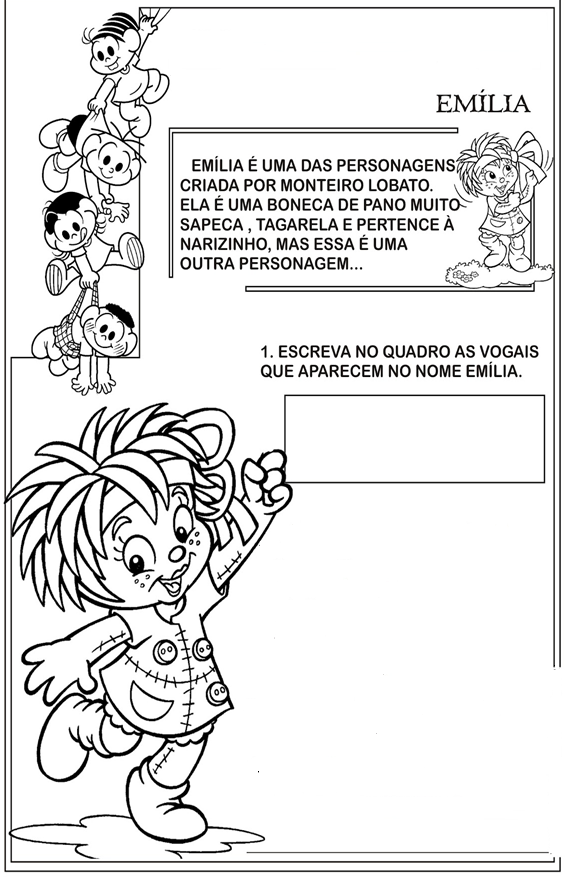 EMÍLIA
EMÍLIA É UMA DAS PERSONAGENS
CRIADA POR MONTEIRO LOBATO.
ELA É UMA BONECA DE PANO MUITO
SAPECA , TAGARELA E PERTENCE À
NARIZINHO, MAS ESSA É UMA
OUTRA PERSONAGEM...
1. ESCREVA NO QUADRO AS VOGAIS
QUE APARECEM NO NOME EMÍLIA.